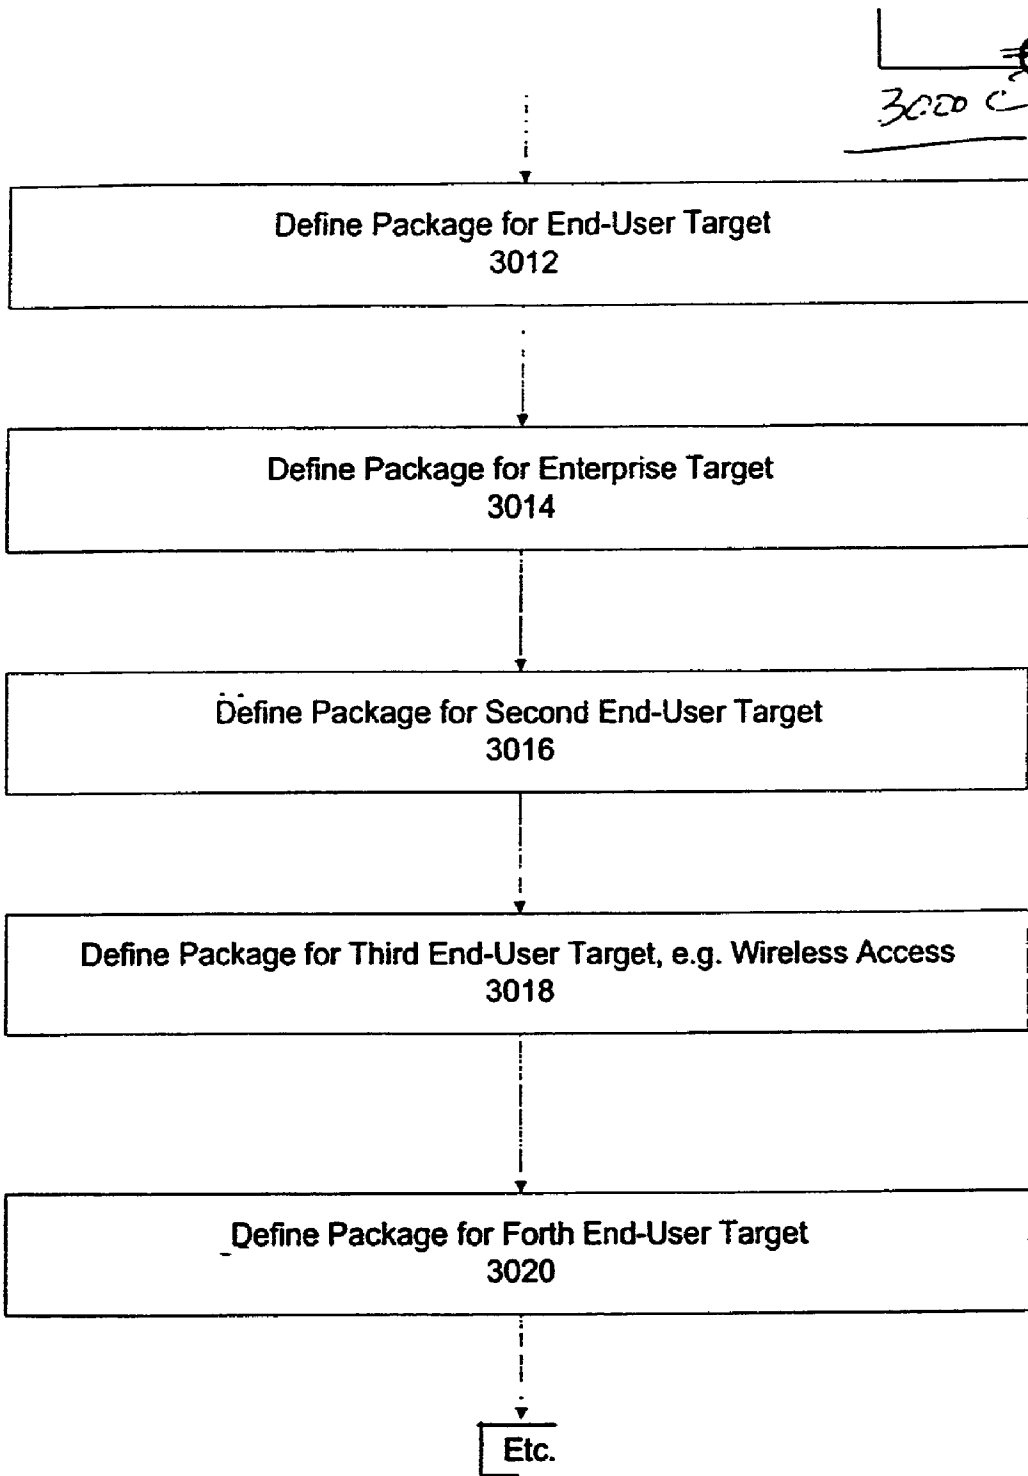 3000 C
Define Package for End-User Target
3012
Define Package for Enterprise Target
3014
Define Package for Second End-User Target
3016
Define Package for Third End-User Target, e.g. Wireless Access
3018
Define Package for Forth End-User Target
3020
Etc.